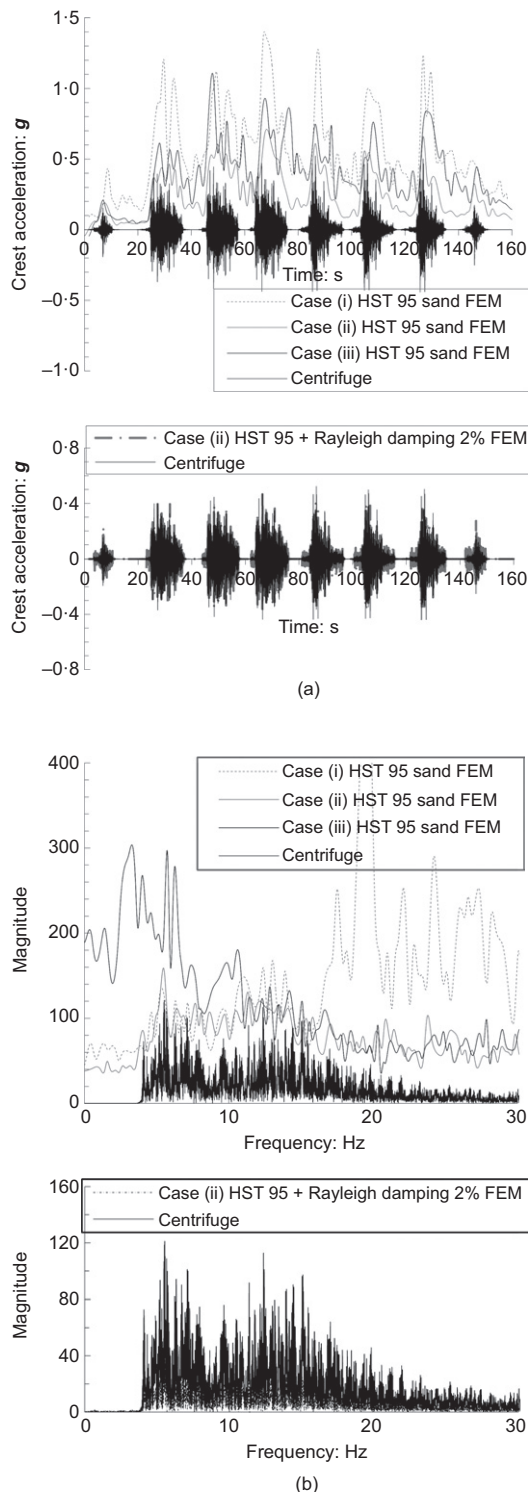 1·5
1·0
0·5
0
–0·5
–1·0
Crest acceleration: g
0 20 40 60 80 100 120 140 160
Time: s
Case (i) HST 95 sand FEM
Case (ii) HST 95 sand FEM
Case (iii) HST 95 sand FEM
Centrifuge
Case (ii) HST 95 + Rayleigh damping 2% FEM
Centrifuge
0·8
0·4
0
–0·4
–0·8
Crest acceleration: g
0 20 40 60 80 100 120 140 160
Time: s
(a)
400
300
200
100
0
Magnitude
Case (i) HST 95 sand FEM
Case (ii) HST 95 sand FEM
Case (iii) HST 95 sand FEM
Centrifuge
0 10 20 30
Frequency: Hz
160
120
80
40
0
Magnitude
Case (ii) HST 95 + Rayleigh damping 2% FEM
Centrifuge
0 10 20 30
Frequency: Hz
(b)